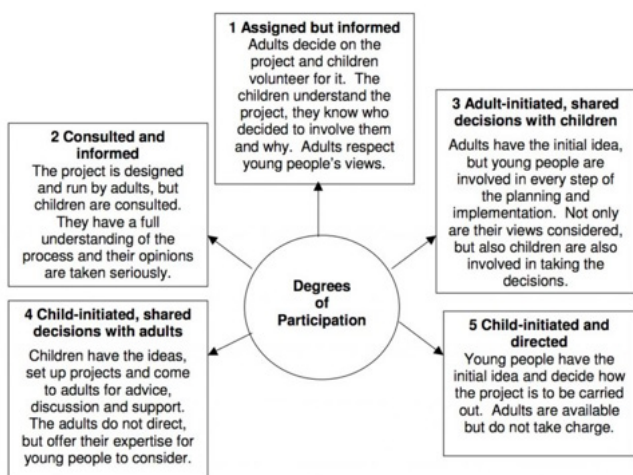 1 Assigned but informed
Adults decide on the
project and children
volunteer for it. The
children understand the
project, they know who
decided to involve them
and why. Adults respect
young people's views.
2 Consulted and
informed
The project is designed
and run by adults, but
children are consulted.
They have a full
understanding of the
process and their opinions
are taken seriously.
3 Adult-initiated, shared
decisions with children
Adults have the initial idea,
but young people are
involved in every step of
the planning and
implementation. Not only
are their views considered,
but also children are also
involved in taking the
decisions.
Degrees
of
Participation
4 Child-initiated, shared
decisions with adults
Children have the ideas,
set up projects and come
to adults for advice,
discussion and support.
The adults do not direct,
but offer their expertise for
young people to consider.
5 Child-initiated and
directed
Young people have the
initial idea and decide how
the project is to be carried
out. Adults are available
but do not take charge.